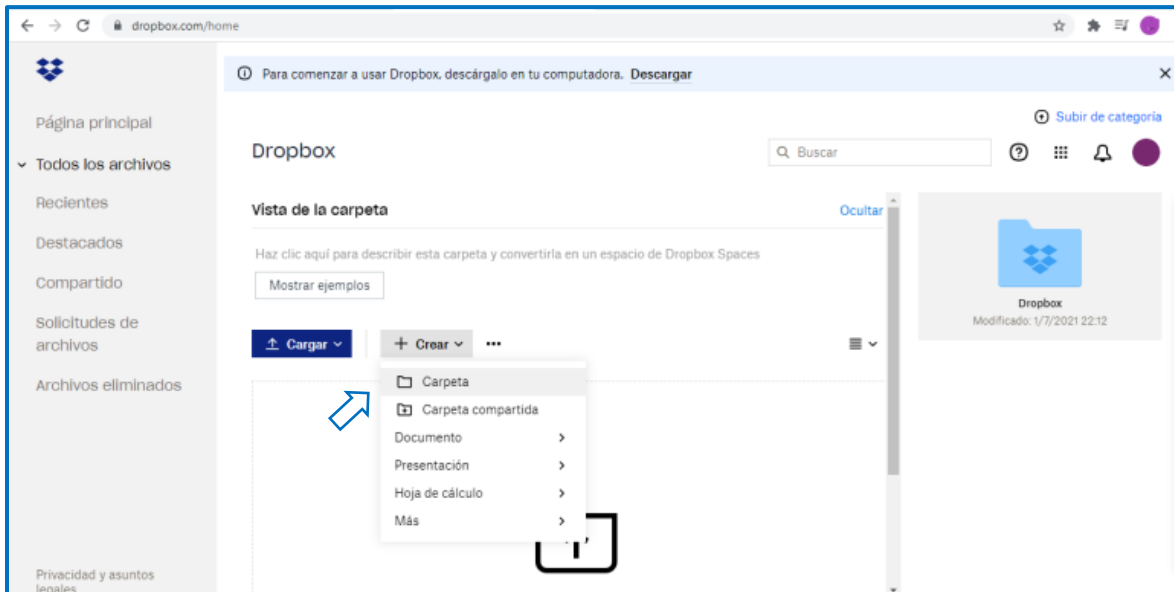 dropbox.com/home
Para comenzar a usar Dropbox, descárgalo en tu computadora. Descargar
Subir de categoría
Dropbox
Buscar
Página principal
Todos los archivos
Recientes
Destacados
Compartido
Solicitudes de
archivos
Archivos eliminados
Privacidad y asuntos
legales
Vista de la carpeta
Ocultar
Haz clic aquí para describir esta carpeta y convertirla en un espacio de Dropbox Spaces
Mostrar ejemplos
Cargar
Crear
Carpeta
Carpeta compartida
Documento
Presentación
Hoja de cálculo
Más
Dropbox
Modificado: 1/7/2021 22:12